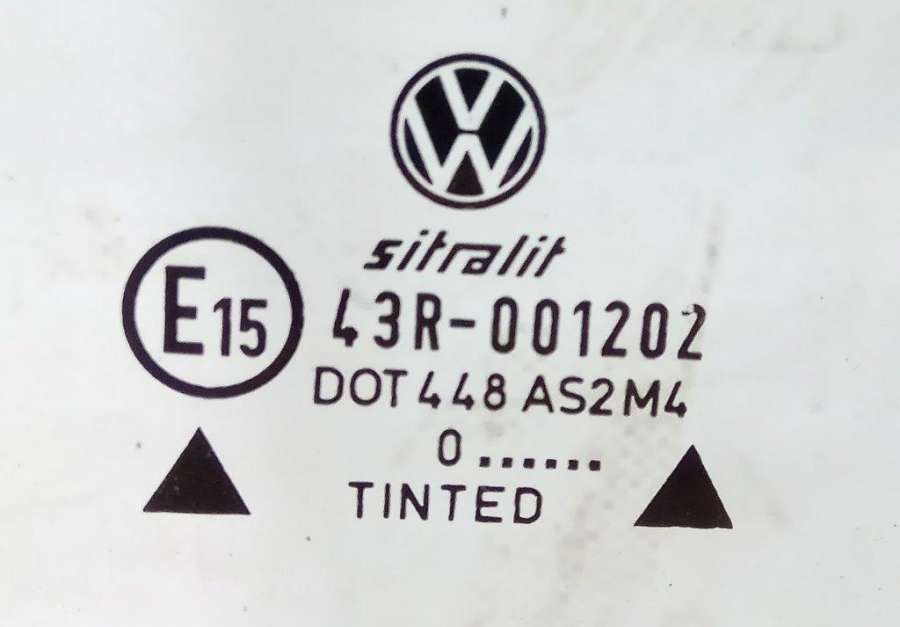 sitralit
E15 43R-001202
DOT 448 AS2M4
0......
TINTED